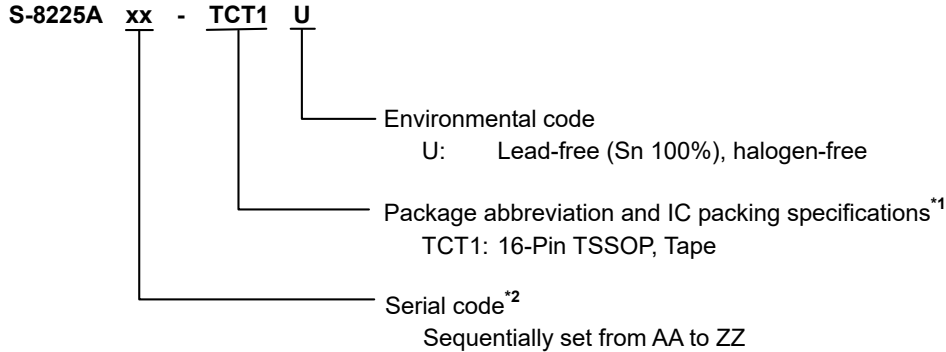 S-8225A xx - TCT1 U
Environmental code
U: Lead-free (Sn 100%), halogen-free
Package abbreviation and IC packing specifications*1
TCT1: 16-Pin TSSOP, Tape
Serial code*2
Sequentially set from AA to ZZ